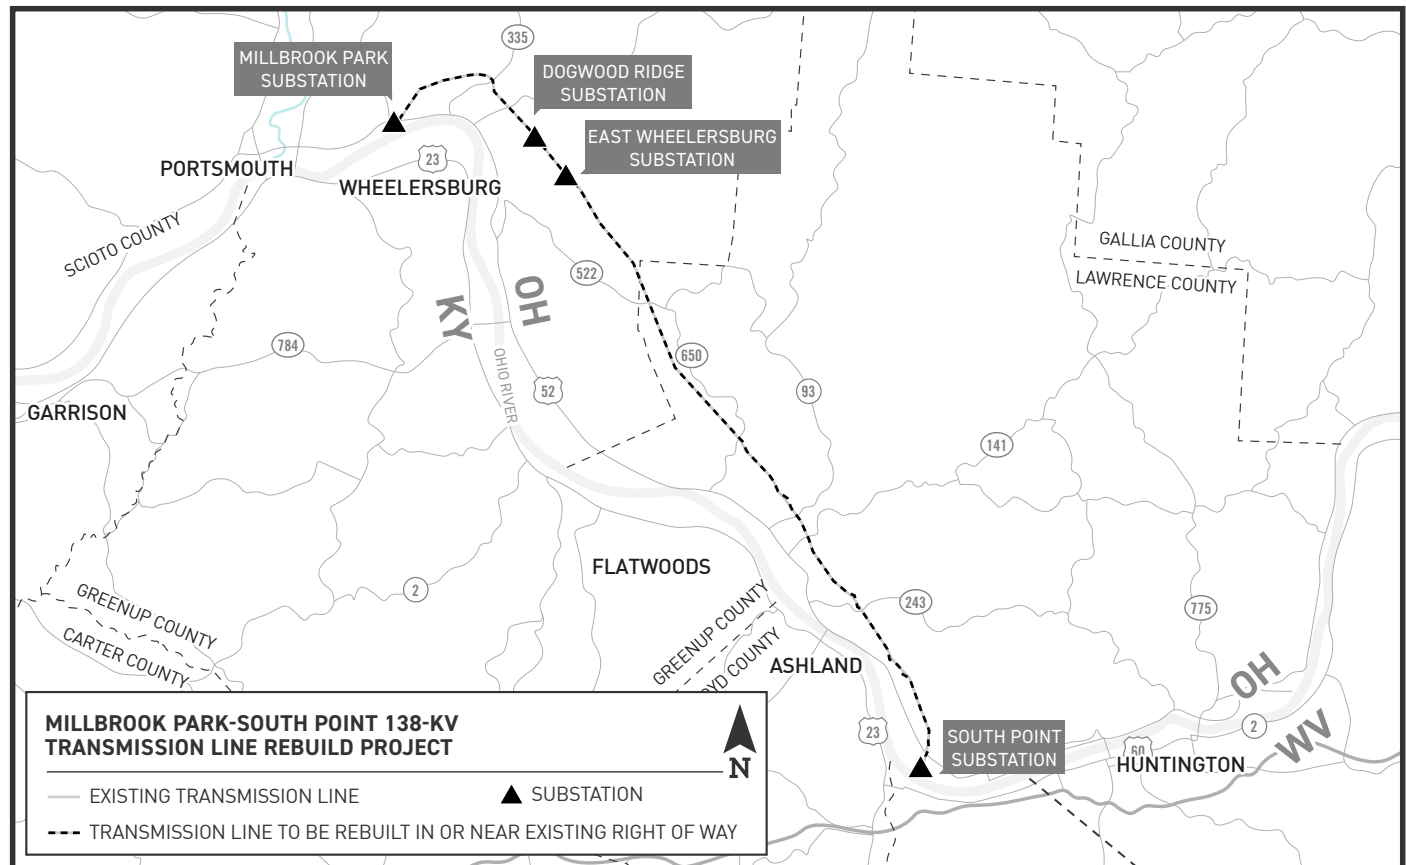 335
MILLBROOK PARK
SUBSTATION
DOGWOOD RIDGE
SUBSTATION
EAST WHEELERSBURG
SUBSTATION
23
PORTSMOUTH
WHEELERSBURG
SCIOTO COUNTY
GALLIA COUNTY
LAWRENCE COUNTY
522
OH
KY
784
OHIO RIVER
650
52
93
GARRISON
141
FLATWOODS
2
GREENUP COUNTY
CARTER COUNTY
GREENUP COUNTY
OYD COUNTY
243
775
ASHLAND
OH
WV
23
SOUTH POINT
SUBSTATION
2
60
HUNTINGTON
MILLBROOK PARK-SOUTH POINT 138-KV
TRANSMISSION LINE REBUILD PROJECT
N
EXISTING TRANSMISSION LINE
SUBSTATION
TRANSMISSION LINE TO BE REBUILT IN OR NEAR EXISTING RIGHT OF WAY